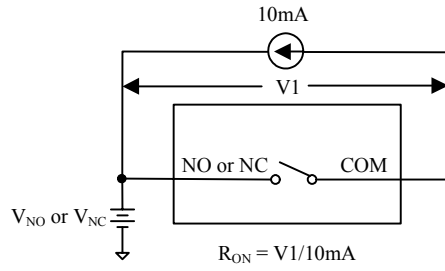 10mA
V1
NO or NC COM
V_NO or V_NC
R_ON = V1/10mA